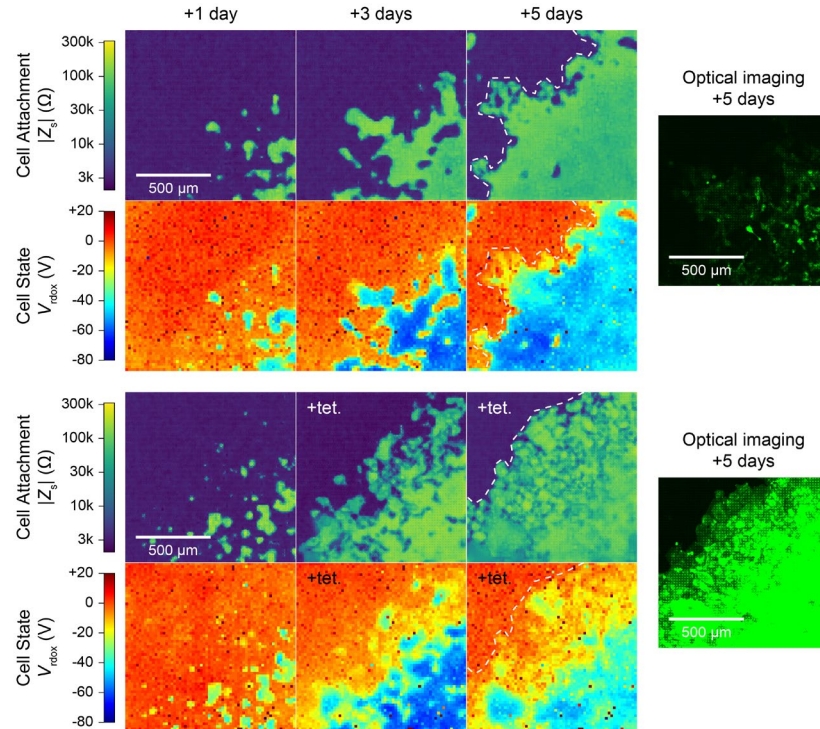 +1 day
+3 days
+5 days
Cell Attachment
|Zs| (Ω)
300k
100k
30k
10k
3k
500 µm
Optical imaging
+5 days
500 µm
Cell State
Vrdox (V)
+20
0
-20
-40
-60
-80
Cell Attachment
|Zs| (Ω)
300k
100k
30k
10k
3k
500 µm
+tet.
+tet.
Optical imaging
+5 days
500 µm
Cell State
Vrdox (V)
+20
0
-20
-40
-60
-80
+tet.
+tet.